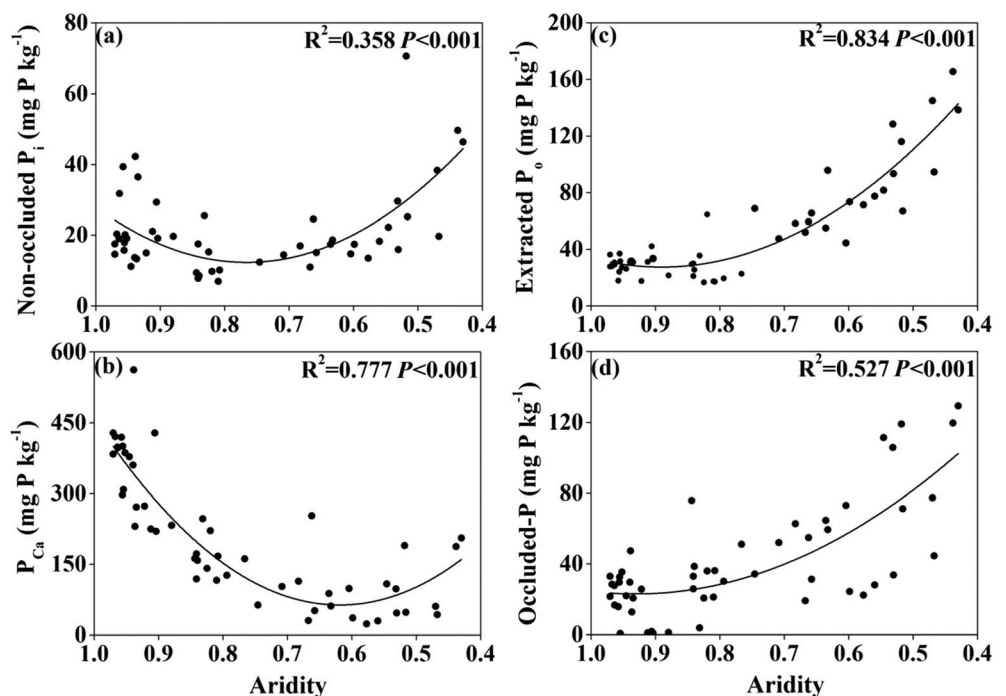 (a)
R²=0.358 P<0.001
Non-occluded Pᵢ (mg P kg⁻¹)
80
60
40
20
0
1.0 0.9 0.8 0.7 0.6 0.5 0.4
(c)
R²=0.834 P<0.001
Extracted Pₒ (mg P kg⁻¹)
200
160
120
80
40
0
1.0 0.9 0.8 0.7 0.6 0.5 0.4
(b)
R²=0.777 P<0.001
P_Ca (mg P kg⁻¹)
600
450
300
150
0
1.0 0.9 0.8 0.7 0.6 0.5 0.4
Aridity
(d)
R²=0.527 P<0.001
Occluded-P (mg P kg⁻¹)
160
120
80
40
0
1.0 0.9 0.8 0.7 0.6 0.5 0.4
Aridity